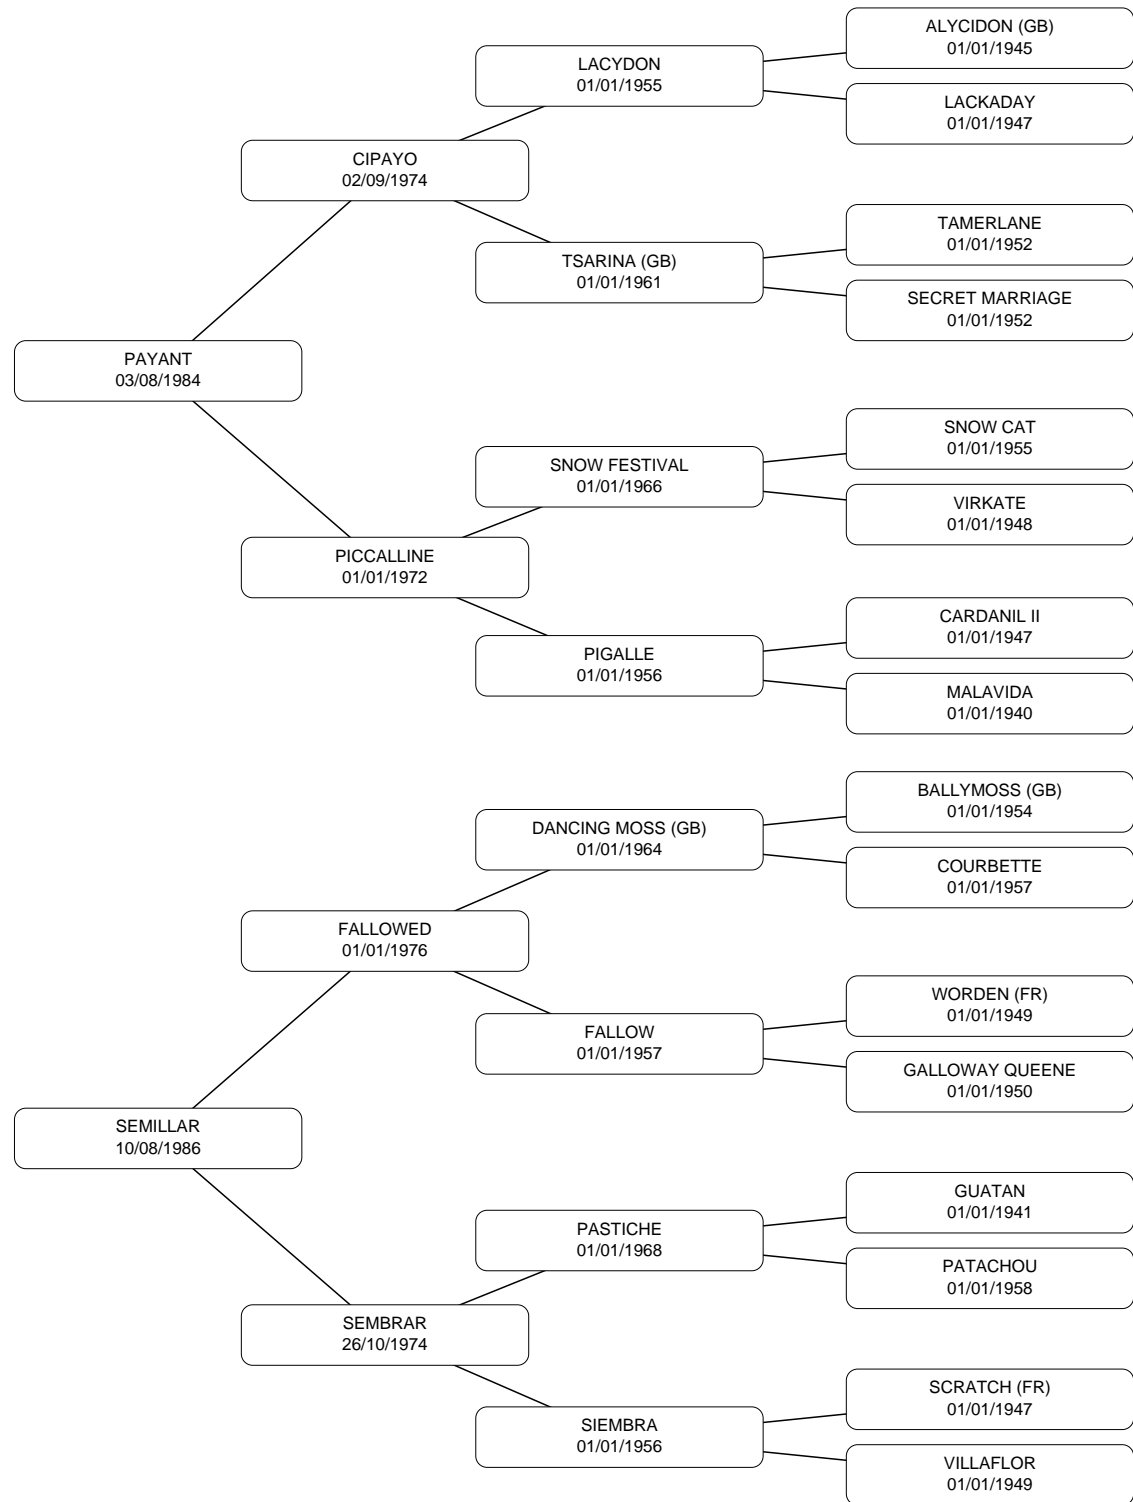 ALYCIDON (GB)
01/01/1945
LACYDON
01/01/1955
LACKADAY
01/01/1947
CIPAYO
02/09/1974
TAMERLANE
01/01/1952
TSARINA (GB)
01/01/1961
SECRET MARRIAGE
01/01/1952
PAYANT
03/08/1984
SNOW CAT
01/01/1955
SNOW FESTIVAL
01/01/1966
VIRKATE
01/01/1948
PICCALLINE
01/01/1972
CARDANIL II
01/01/1947
PIGALLE
01/01/1956
MALAVIDA
01/01/1940
BALLYMOSS (GB)
01/01/1954
DANCING MOSS (GB)
01/01/1964
COURBETTE
01/01/1957
FALLOWED
01/01/1976
WORDEN (FR)
01/01/1949
FALLOW
01/01/1957
GALLOWAY QUEENE
01/01/1950
SEMILLAR
10/08/1986
GUATAN
01/01/1941
PASTICHE
01/01/1968
PATACHOU
01/01/1958
SEMBRAR
26/10/1974
SCRATCH (FR)
01/01/1947
SIEMBRA
01/01/1956
VILLAFLOR
01/01/1949